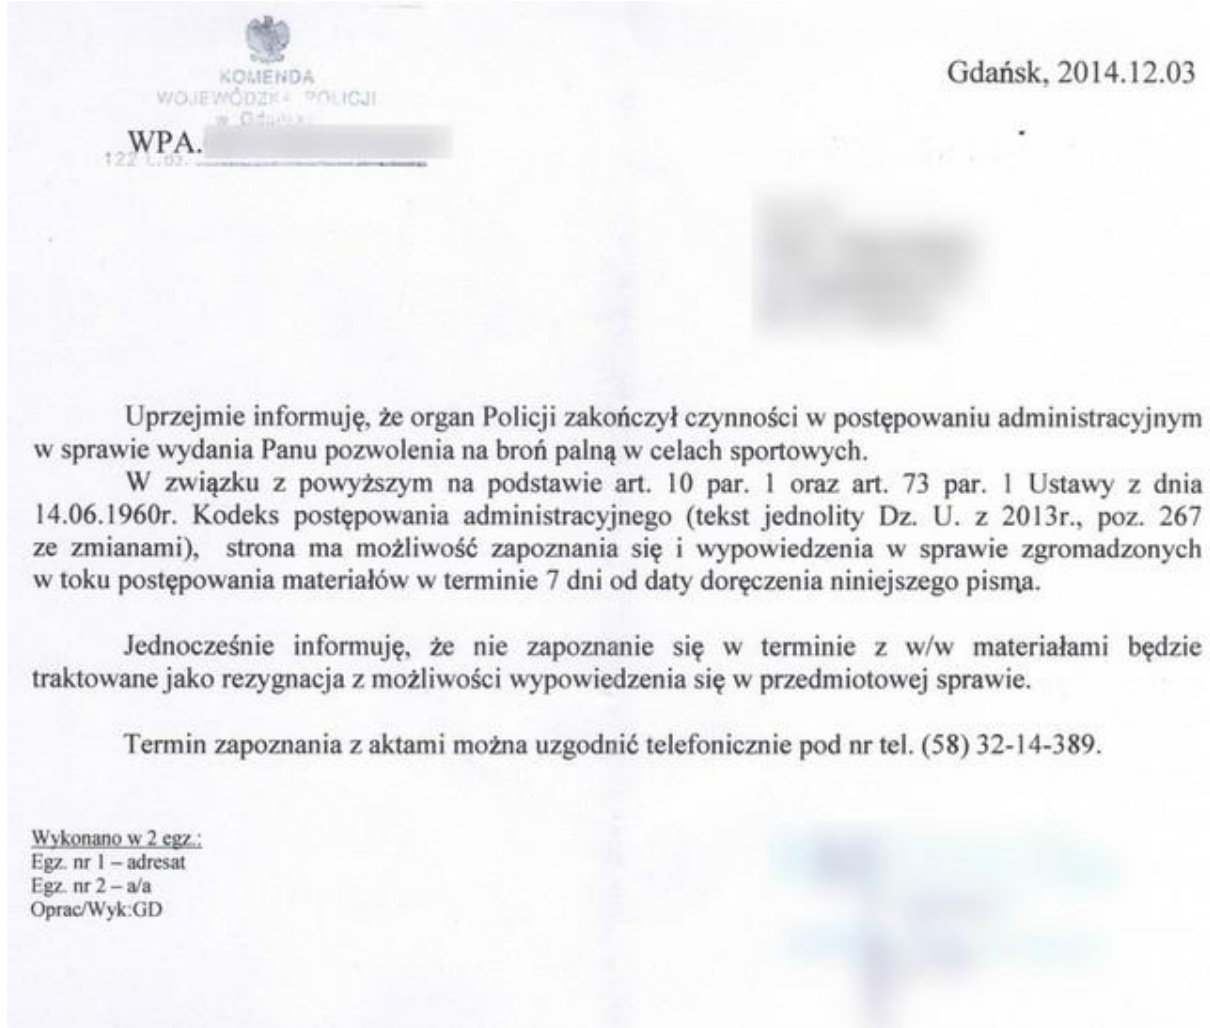 KOMENDA
WOJEWÓDZKA POLICJI
Gdańsk, 2014.12.03
WPA.
122
Uprzejmie informuję, że organ Policji zakończył czynności w postępowaniu administracyjnym
w sprawie wydania Panu pozwolenia na broń palną w celach sportowych.
W związku z powyższym na podstawie art. 10 par. 1 oraz art. 73 par. 1 Ustawy z dnia
14.06.1960r. Kodeks postępowania administracyjnego (tekst jednolity Dz. U. z 2013r., poz. 267
ze zmianami), strona ma możliwość zapoznania się i wypowiedzenia w sprawie zgromadzonych
w toku postępowania materiałów w terminie 7 dni od daty doręczenia niniejszego pisma.
Jednocześnie informuję, że nie zapoznanie się w terminie z w/w materiałami będzie
traktowane jako rezygnacja z możliwości wypowiedzenia się w przedmiotowej sprawie.
Termin zapoznania z aktami można uzgodnić telefonicznie pod nr tel. (58) 32-14-389.
Wykonano w 2 egz.:
Egz. nr 1 – adresat
Egz. nr 2 – a/a
Oprac/Wyk:GD